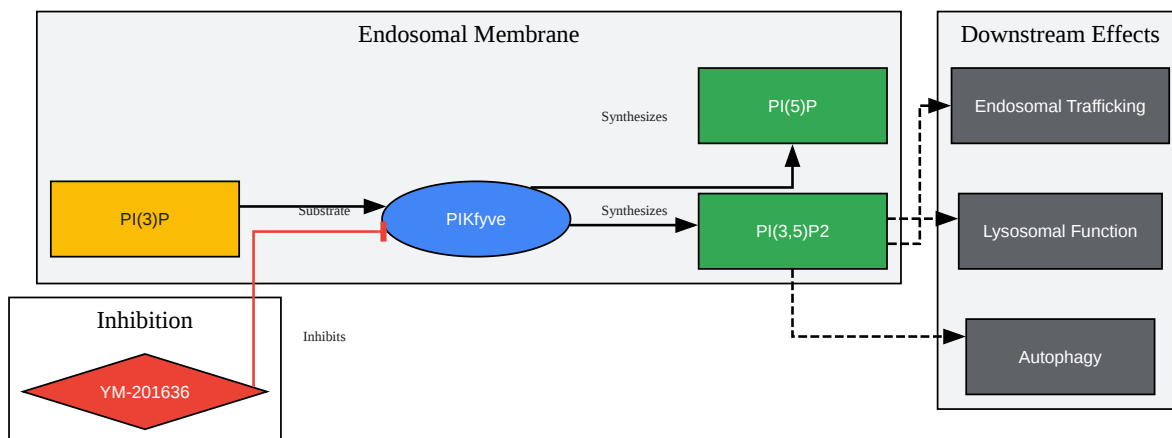 Endosomal Membrane
Downstream Effects
PI(5)P
Endosomal Trafficking
Synthesizes
PI(3)P
Substrate
PIKfyve
Synthesizes
PI(3,5)P2
Lysosomal Function
Inhibition
Inhibits
Autophagy
YM-201636